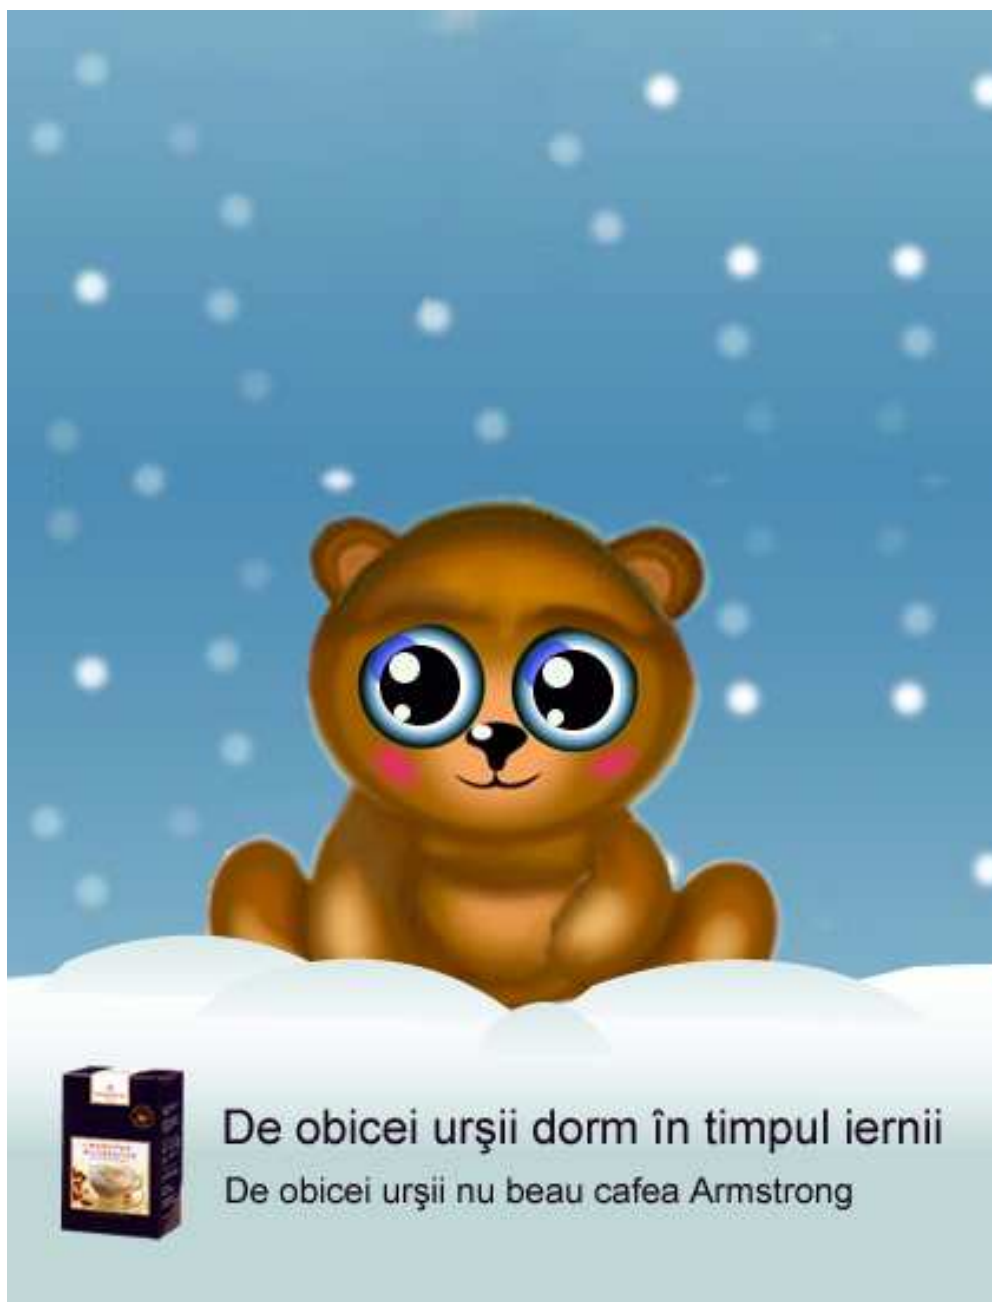 De obicei urşii dorm în timpul iernii
De obicei urşii nu beau cafea Armstrong